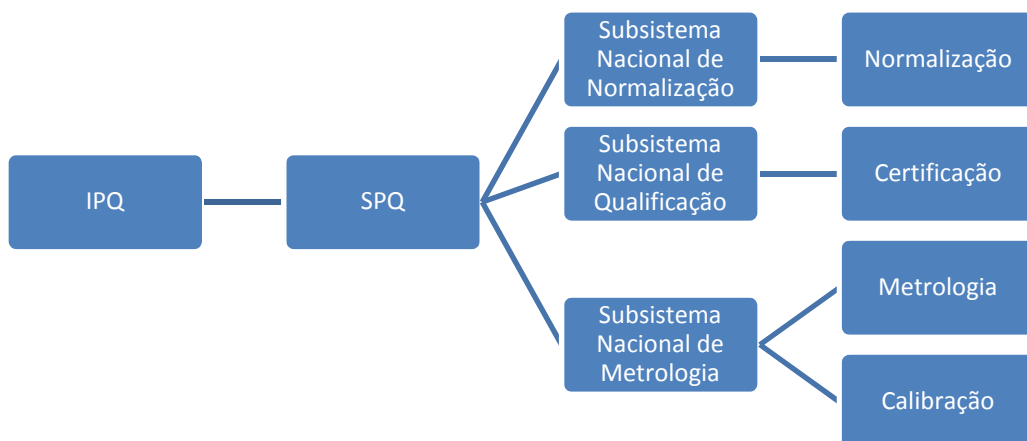 IPQ
SPQ
Subsistema
Nacional de
Normalização
Normalização
Subsistema
Nacional de
Qualificação
Certificação
Subsistema
Nacional de
Metrologia
Metrologia
Calibração